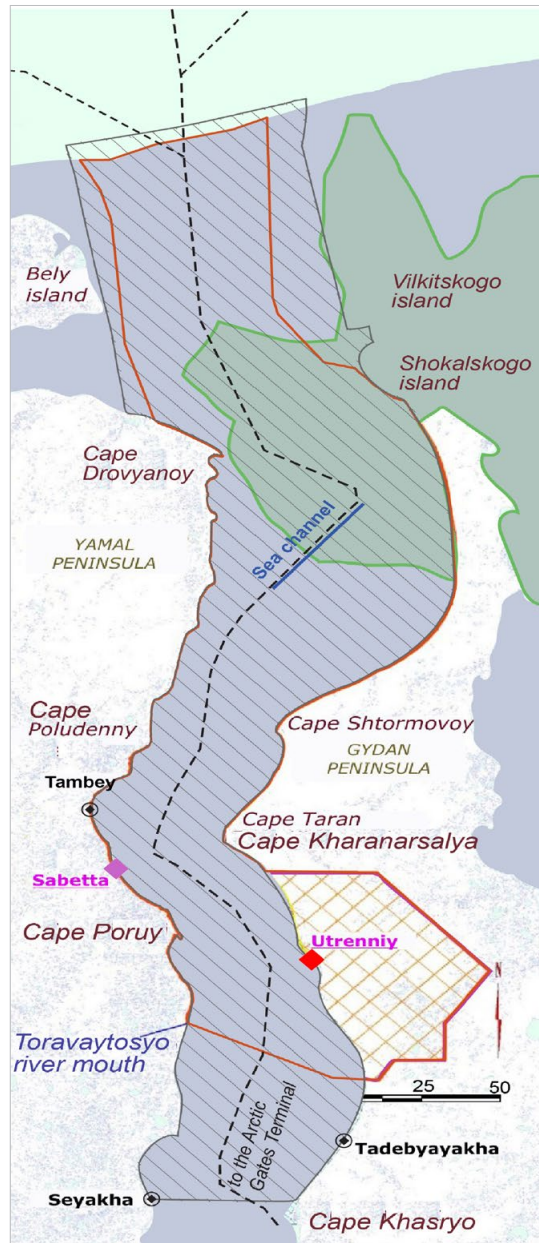 Bely
island
Vilkitskogo
island
Shokalskogo
island
Cape
Drovyanoy
Sea channel
YAMAL
PENINSULA
Cape
Poludenny
Cape Shtormovoy
GYDAN
PENINSULA
Tambey
Cape Taran
Cape Kharanarsalya
Sabetta
Cape Poruy
Utrenniy
N
Toravaytosyo
river mouth
25
50
to the Arctic
Gates Terminal
Tadebyayakha
Seyakha
Cape Khasryo